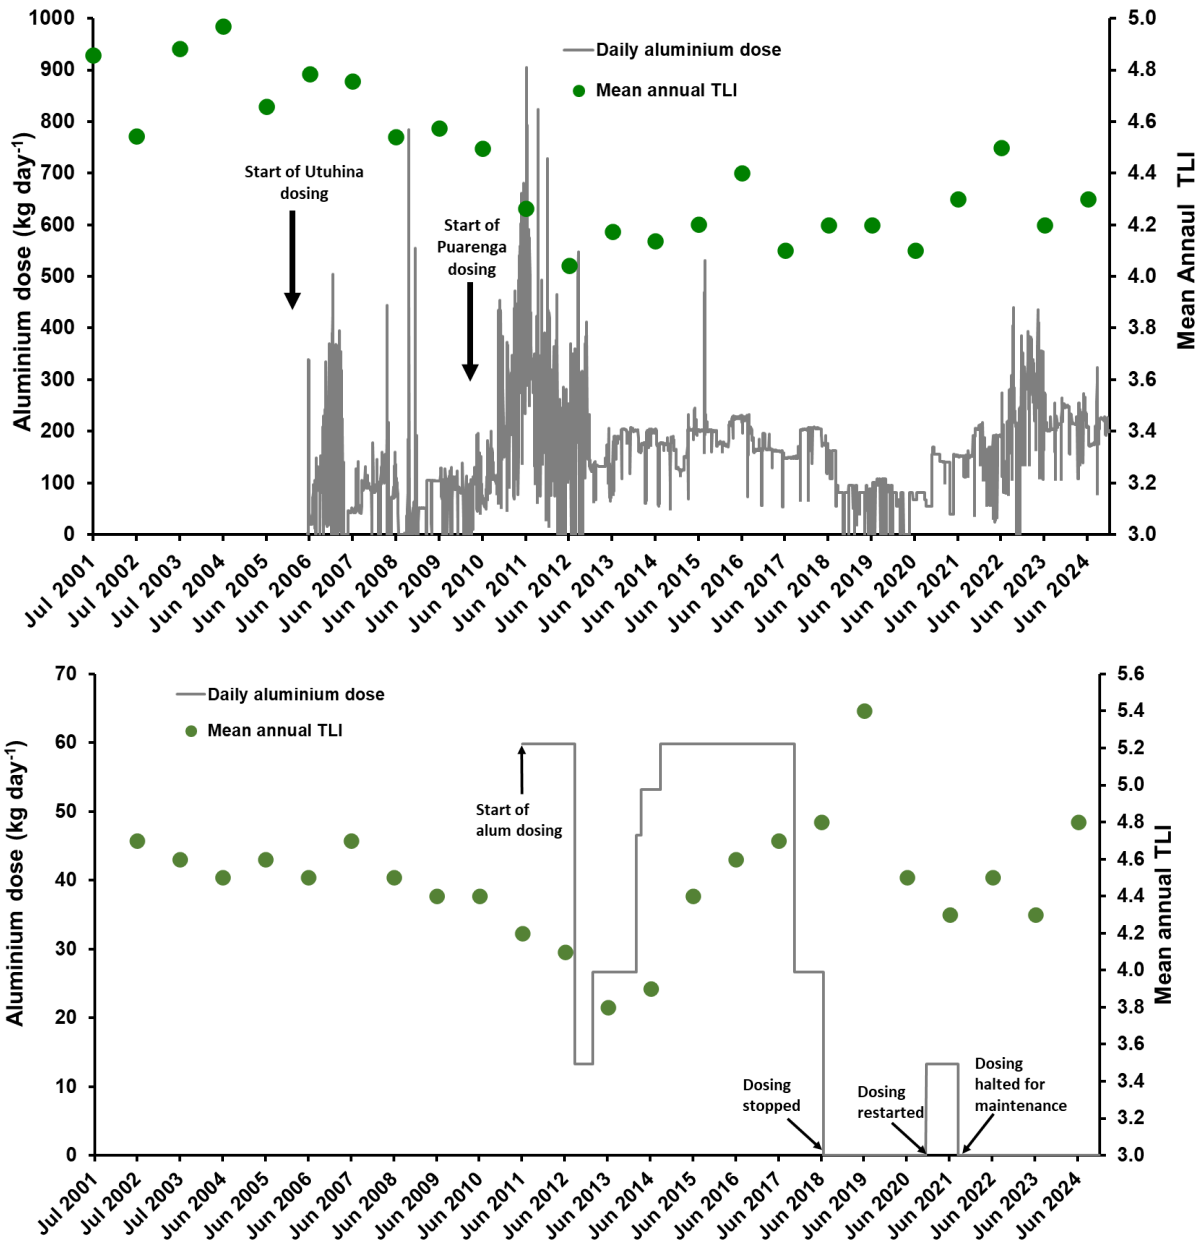 1000
900
800
700
600
500
400
300
200
100
0
Aluminium dose (kg day-1)
5.0
4.8
4.6
4.4
4.2
4.0
3.8
3.6
3.4
3.2
3.0
Mean Annaul TLI
Daily aluminium dose
Mean annual TLI
Start of Utuhina
dosing
Start of
Puarenga
dosing
Jul 2001
Jul 2002
Jul 2003
Jun 2004
Jun 2005
Jun 2006
Jun 2007
Jun 2008
Jun 2009
Jun 2010
Jun 2011
Jun 2012
Jun 2013
Jun 2014
Jun 2015
Jun 2016
Jun 2017
Jun 2018
Jun 2019
Jun 2020
Jun 2021
Jun 2022
Jun 2023
Jun 2024
70
60
50
40
30
20
10
0
Aluminium dose (kg day-1)
5.6
5.4
5.2
5.0
4.8
4.6
4.4
4.2
4.0
3.8
3.6
3.4
3.2
3.0
Mean annual TLI
Daily aluminium dose
Mean annual TLI
Start of
alum dosing
Dosing
stopped
Dosing
restarted
Dosing
halted for
maintenance
Jul 2001
Jul 2002
Jul 2003
Jun 2004
Jun 2005
Jun 2006
Jun 2007
Jun 2008
Jun 2009
Jun 2010
Jun 2011
Jun 2012
Jun 2013
Jun 2014
Jun 2015
Jun 2016
Jun 2017
Jun 2018
Jun 2019
Jun 2020
Jun 2021
Jun 2022
Jun 2023
Jun 2024